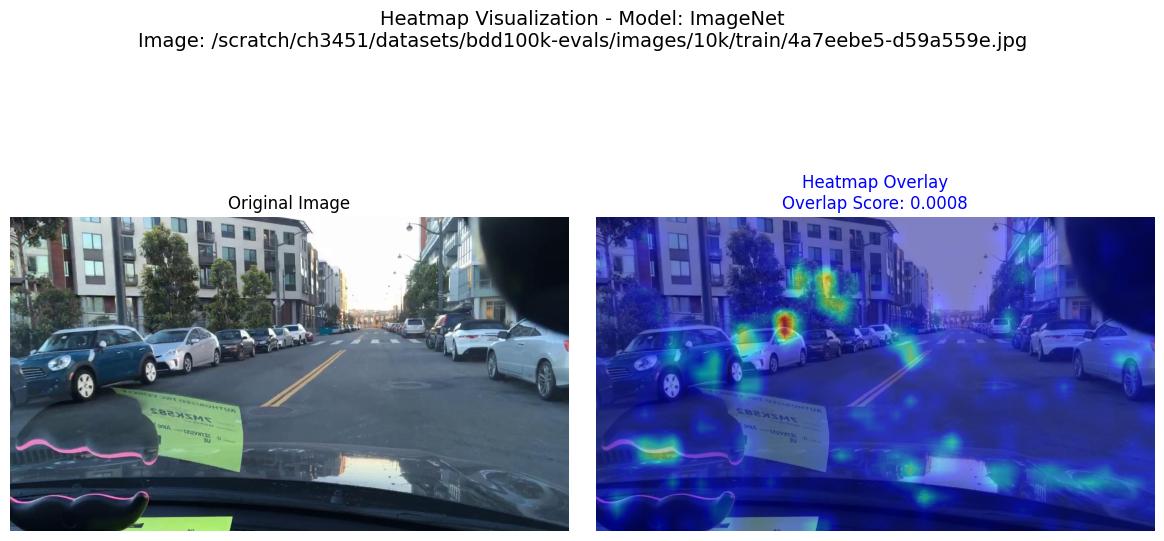 Heatmap Visualization - Model: ImageNet
Image: /scratch/ch3451/datasets/bdd100k-evals/images/10k/train/4a7eebe5-d59a559e.jpg
Original Image
Heatmap Overlay
Overlap Score: 0.0008
7MZK582